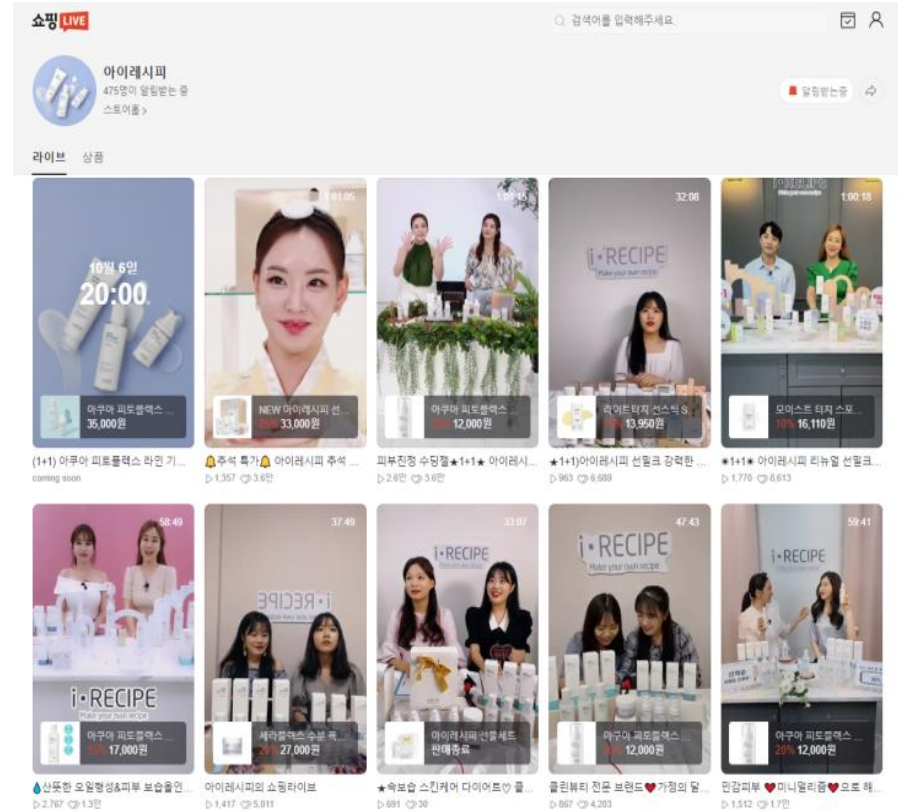 쇼핑 LIVE
검색어를 입력해주세요.
아이레시피
475명이 알림받는 중
스토어홈 >
알림받는중
라이브 상품
10월 6일
20:00
아쿠아 피토플렉스 ...
35,000원
(1+1) 아쿠아 피토플렉스 라인 기...
coming soon
1:01:05
NEW 아이레시피 선...
33,000원
추석 특가 아이레시피 추석 ...
1,357 3.6만
1:01:45
아쿠아 피토플렉스 ...
12,000원
피부진정 수딩젤★1+1★ 아이레시...
2.6만 3.6만
32:08
i·RECIPE
Make your own recipe
라이트터치 선스틱 S...
13,950원
★1+1)아이레시피 선밀크 강력한 ...
963 6,689
i·RECIPE
1:00:18
모이스트 터치 스포...
10% 16,110원
☀1+1☀ 아이레시피 리뉴얼 선밀크...
1,770 8,613
58:49
i·RECIPE
Make your own recipe
아쿠아 피토플렉스 ...
15% 17,000원
산뜻한 오일형성&피부 보습올인...
2,767 1.3만
37:49
i·RECIPE
세라플렉스 수분 폭...
27,000원
아이레시피의 쇼핑라이브
1,417 5,011
33:07
i·RECIPE
아이레시피 선물세트
판매종료
★속보습 스킨케어 다이어트♡ 클...
691 30
47:43
i·RECIPE
Make your own recipe
아쿠아 피토플렉스 ...
12,000원
클린뷰티 전문 브랜드❤가정의 달...
867 4,203
59:41
i·RECIPE
아쿠아 피토플렉스 ...
20% 12,000원
민감피부 ❤미니멀리즘❤으로 해...
1,512 1.7만